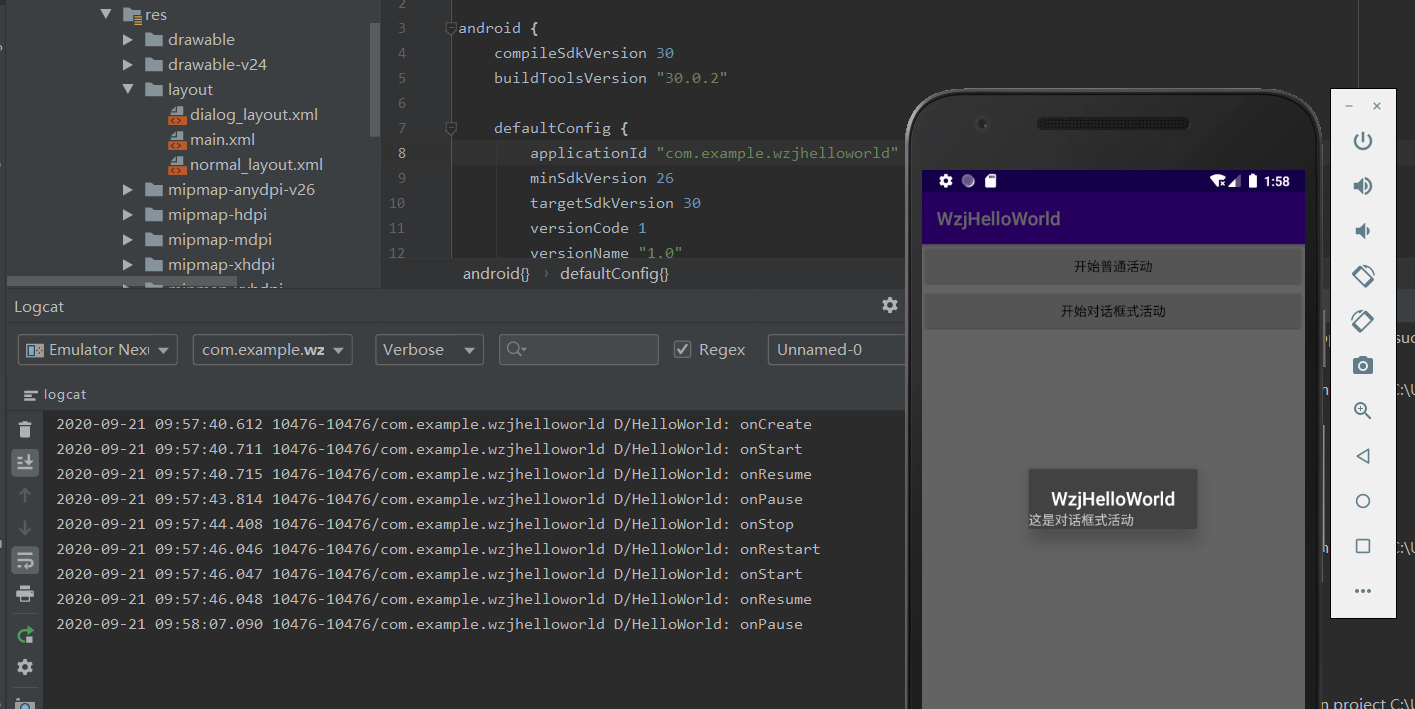 res
drawable
drawable-v24
layout
dialog_layout.xml
main.xml
normal_layout.xml
mipmap-anydpi-v26
mipmap-hdpi
mipmap-mdpi
mipmap-xhdpi
2
3 android {
4 compileSdkVersion 30
5 buildToolsVersion "30.0.2"
6
7 defaultConfig {
8 applicationId "com.example.wzjhelloworld"
9 minSdkVersion 26
10 targetSdkVersion 30
11 versionCode 1
12 versionName "1.0"
android{} › defaultConfig{}
Logcat
Emulator Nex com.example.wz Verbose Regex Unnamed-0
logcat
2020-09-21 09:57:40.612 10476-10476/com.example.wzjhelloworld D/HelloWorld: onCreate
2020-09-21 09:57:40.711 10476-10476/com.example.wzjhelloworld D/HelloWorld: onStart
2020-09-21 09:57:40.715 10476-10476/com.example.wzjhelloworld D/HelloWorld: onResume
2020-09-21 09:57:43.814 10476-10476/com.example.wzjhelloworld D/HelloWorld: onPause
2020-09-21 09:57:44.408 10476-10476/com.example.wzjhelloworld D/HelloWorld: onStop
2020-09-21 09:57:46.046 10476-10476/com.example.wzjhelloworld D/HelloWorld: onRestart
2020-09-21 09:57:46.047 10476-10476/com.example.wzjhelloworld D/HelloWorld: onStart
2020-09-21 09:57:46.048 10476-10476/com.example.wzjhelloworld D/HelloWorld: onResume
2020-09-21 09:58:07.090 10476-10476/com.example.wzjhelloworld D/HelloWorld: onPause
1:58
WzjHelloWorld
开始普通活动
开始对话框式活动
WzjHelloWorld
这是对话框式活动
suc
C:\U
C:\U
n project C:\U